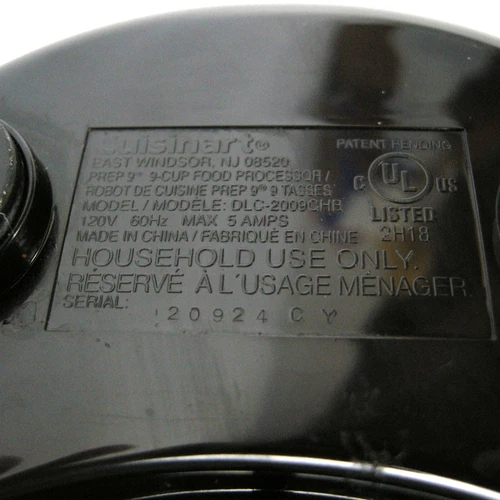 Cuisinart®
EAST WINDSOR, NJ 08520
PREP 9™ 9-CUP FOOD PROCESSOR/
ROBOT DE CUISINE PREP 9™ 9 TASSES
MODEL / MODÈLE: DLC-2009CHB
120V 60Hz MAX 5 AMPS
MADE IN CHINA / FABRIQUÉ EN CHINE
HOUSEHOLD USE ONLY.
RÉSERVÉ À L'USAGE MÉNAGER
SERIAL: 20924 C Y
PATENT PENDING
C UL® US
LISTED
2H18